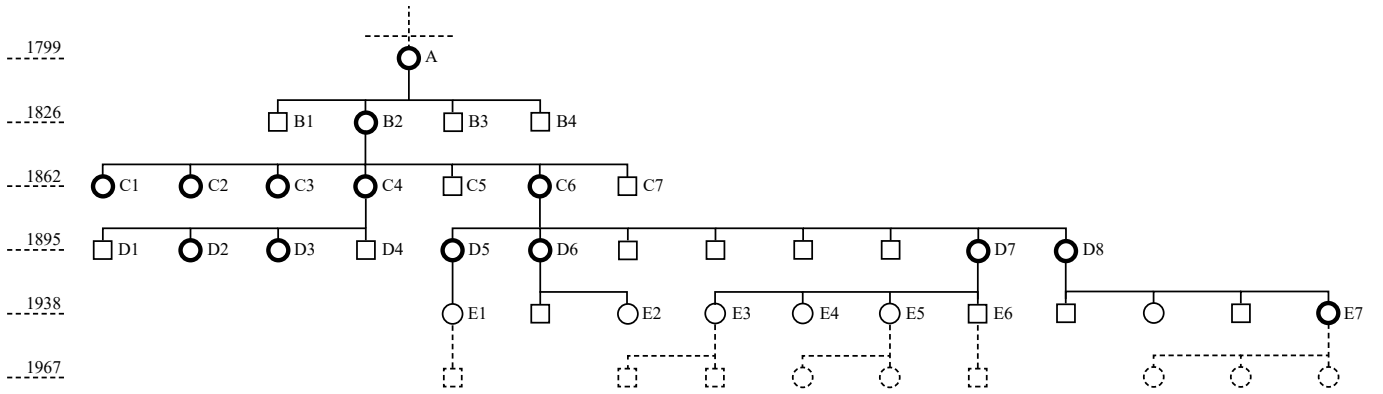 1799
A
1826
B1 B2 B3 B4
1862
C1 C2 C3 C4 C5 C6 C7
1895
D1 D2 D3 D4 D5 D6 D7 D8
1938
E1 E2 E3 E4 E5 E6 E7
1967